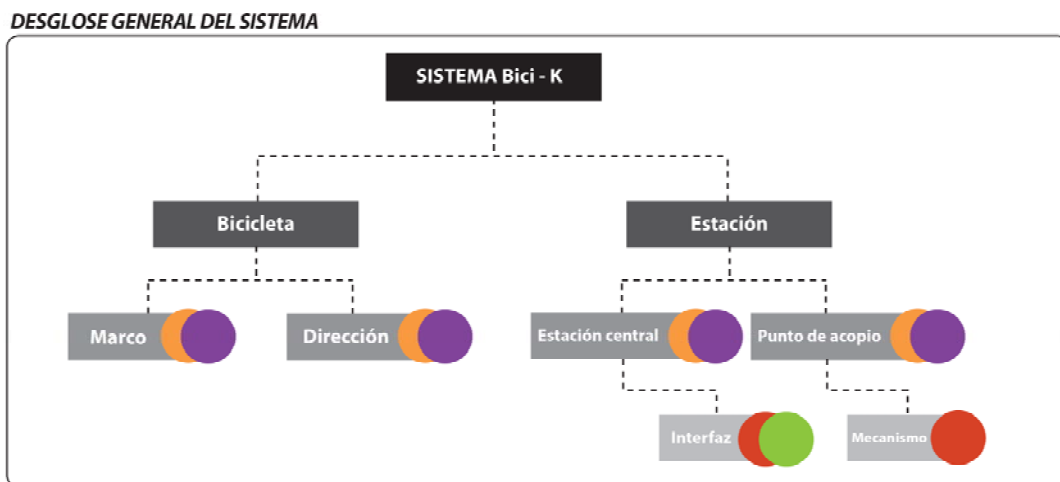 DESGLOSE GENERAL DEL SISTEMA
SISTEMA Bici - K
Bicicleta
Estación
Marco
Dirección
Estación central
Punto de acopio
Interfaz
Mecanismo